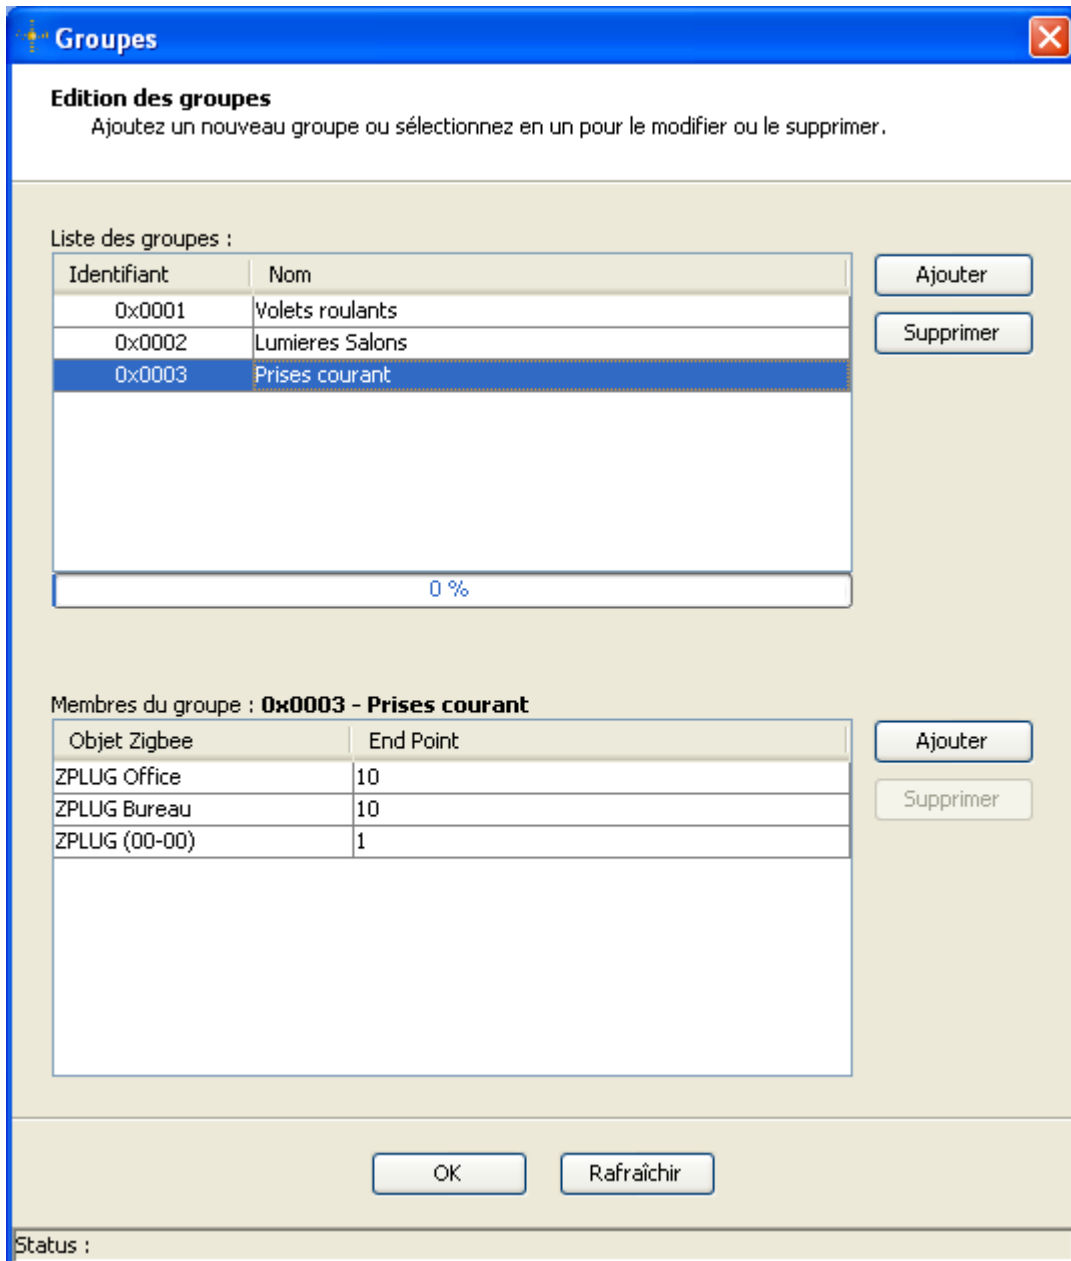 Groupes
Edition des groupes
Ajoutez un nouveau groupe ou sélectionnez en un pour le modifier ou le supprimer.
Liste des groupes :
Identifiant Nom
0x0001 Volets roulants
0x0002 Lumieres Salons
0x0003 Prises courant
Ajouter
Supprimer
0 %
Membres du groupe : 0x0003 - Prises courant
Objet Zigbee End Point
ZPLUG Office 10
ZPLUG Bureau 10
ZPLUG (00-00) 1
Ajouter
Supprimer
OK Rafraîchir
Status :